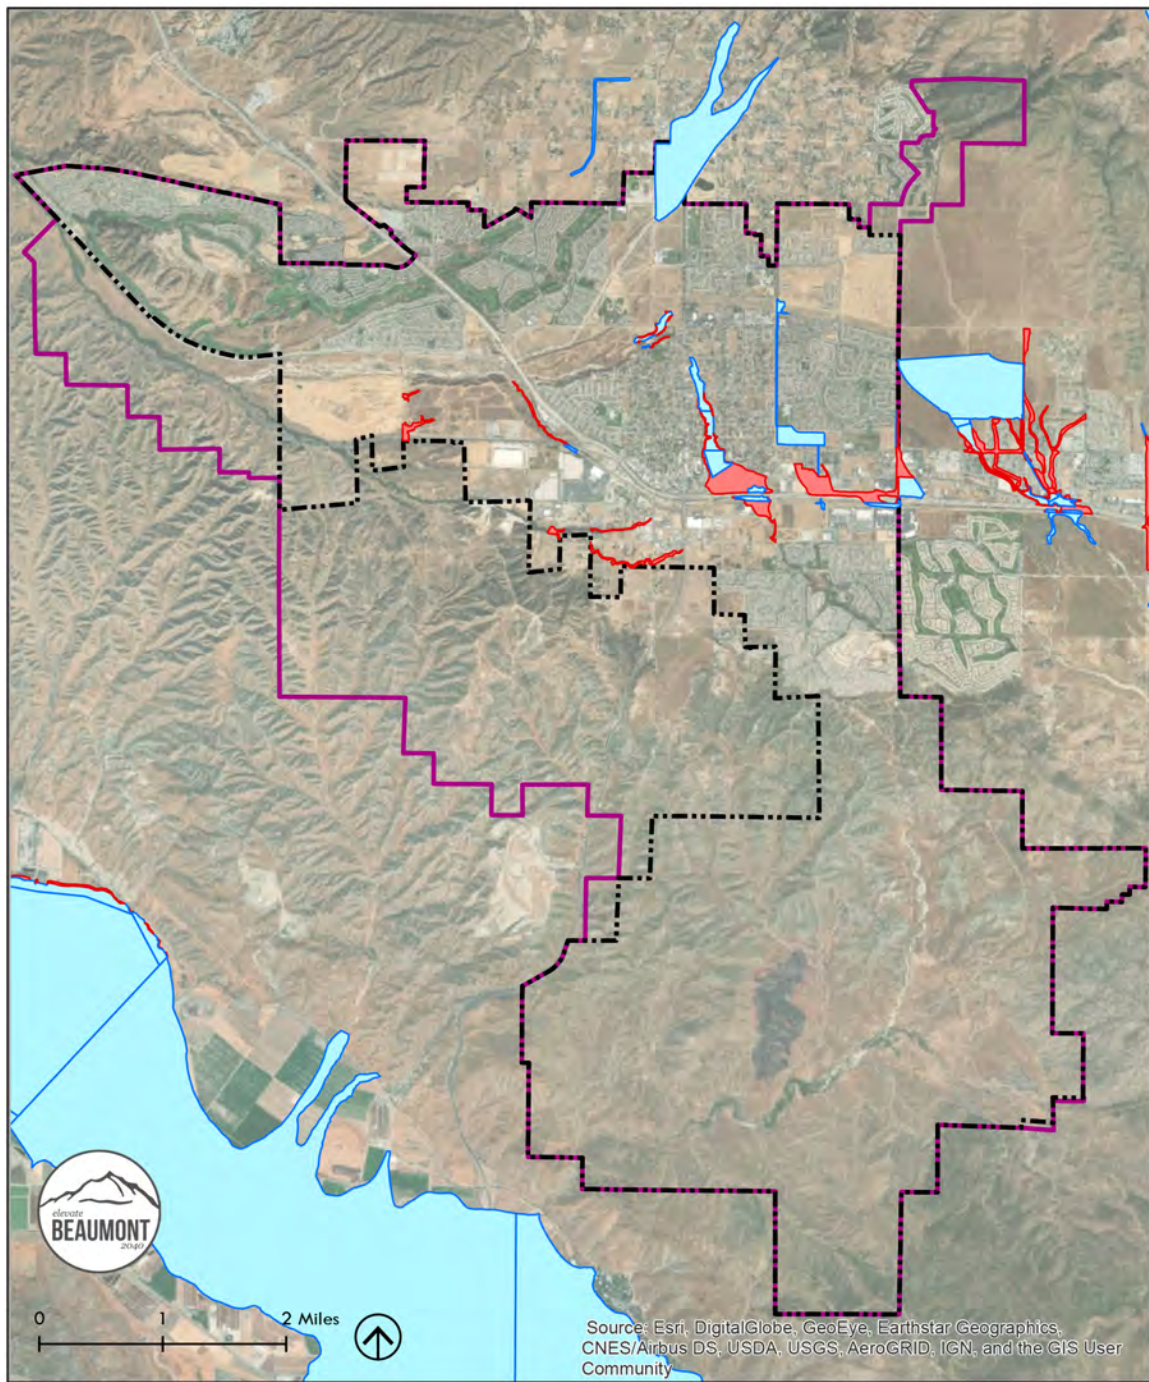 elevate
BEAUMONT
2040
0 1 2 Miles
Source: Esri, DigitalGlobe, GeoEye, Earthstar Geographics,
CNES/Airbus DS, USDA, USGS, AeroGRID, IGN, and the GIS User
Community